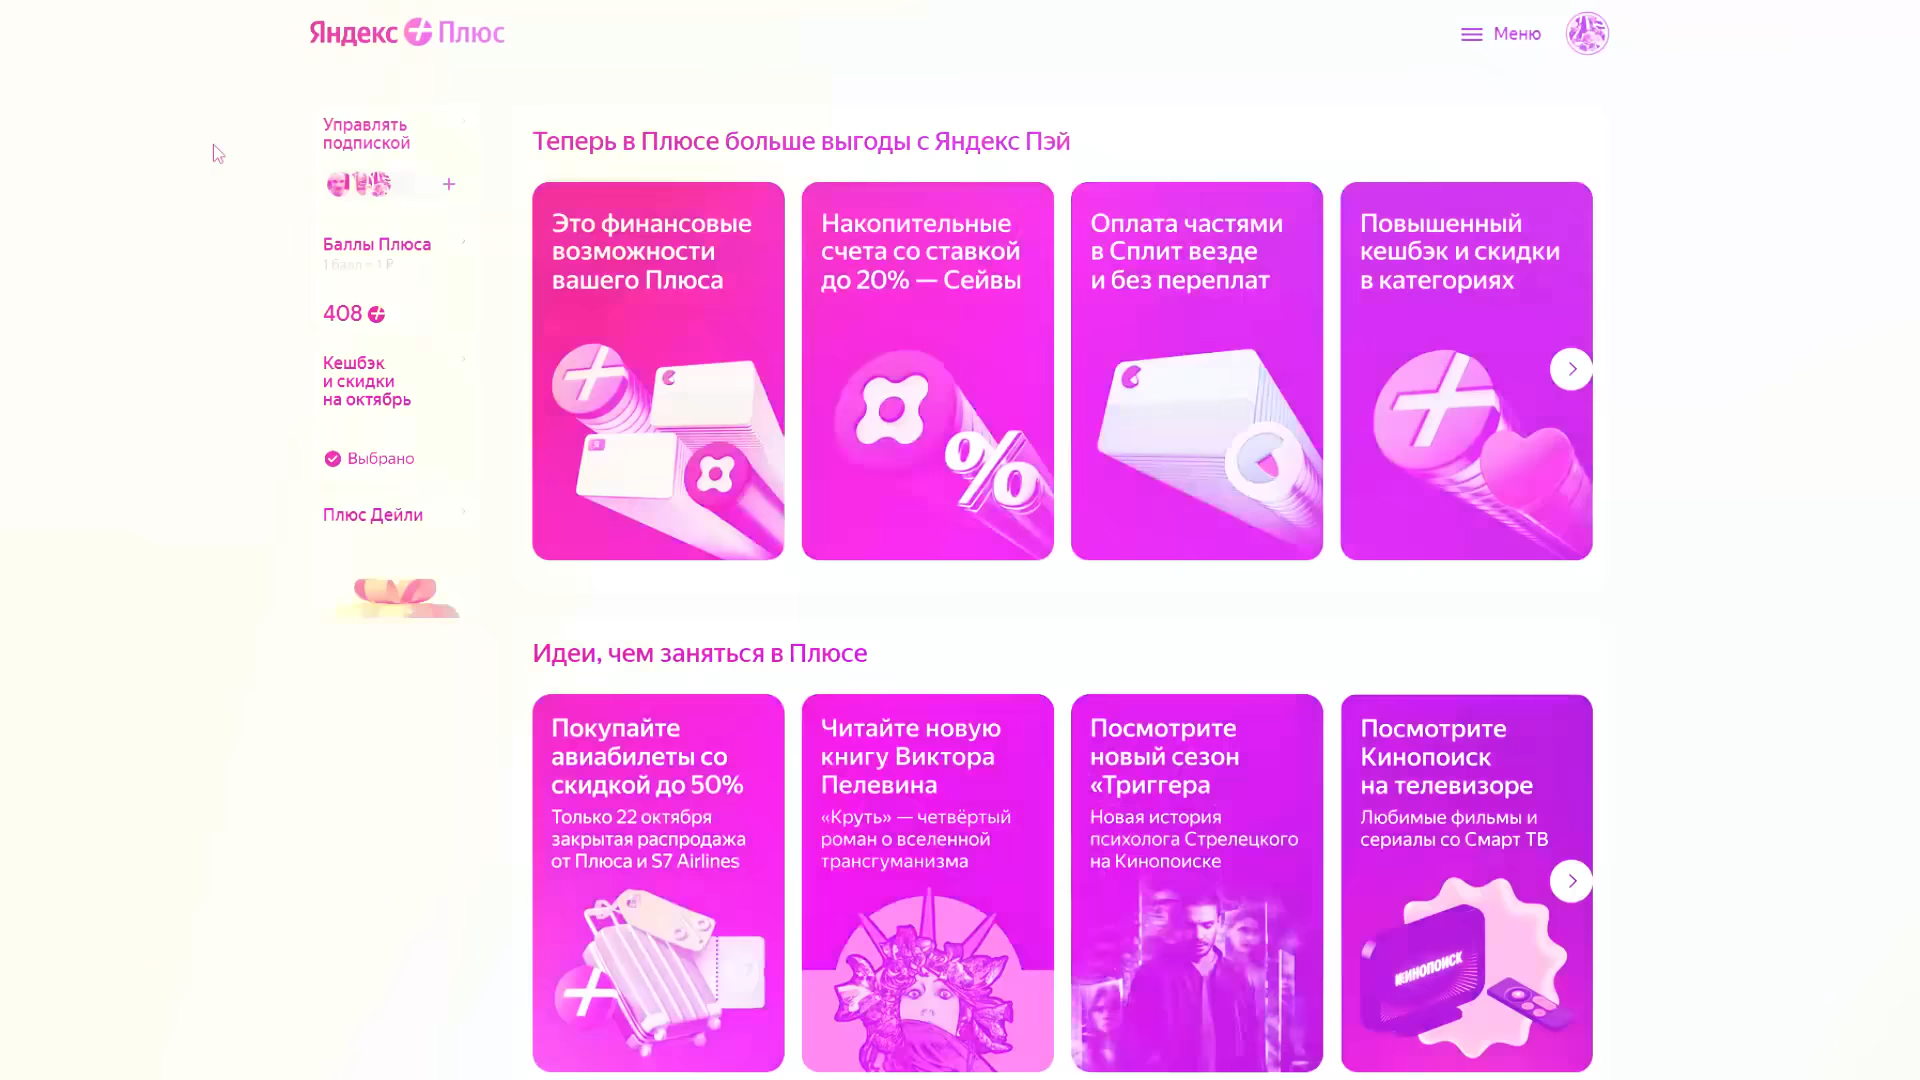 Яндекс Плюс
Меню
Управлять
подпиской
Баллы Плюса
1 балл = 1 ₽
408
Кешбэк
и скидки
на октябрь
Выбрано
Плюс Дейли
Теперь в Плюсе больше выгоды с Яндекс Пэй
Это финансовые
возможности
вашего Плюса
Накопительные
счета со ставкой
до 20% — Сейвы
%
Оплата частями
в Сплит везде
и без переплат
Повышенный
кешбэк и скидки
в категориях
Идеи, чем заняться в Плюсе
Покупайте
авиабилеты со
скидкой до 50%
Только 22 октября
закрытая распродажа
от Плюса и S7 Airlines
Читайте новую
книгу Виктора
Пелевина
«Круть» — четвёртый
роман о вселенной
трансгуманизма
Посмотрите
новый сезон
«Триггера
Новая история
психолога Стрелецкого
на Кинопоиске
Посмотрите
Кинопоиск
на телевизоре
Любимые фильмы и
сериалы со Смарт ТВ
КИНОПОИСК